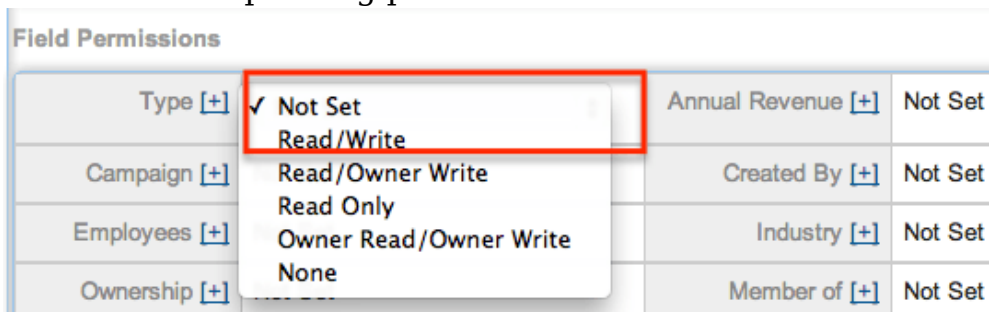 Field Permissions
Type [+] ✓ Not Set Annual Revenue [+] Not Set
Read/Write
Campaign [+] Read/Owner Write Created By [+] Not Set
Read Only
Employees [+] Owner Read/Owner Write Industry [+] Not Set
None
Ownership [+] Member of [+] Not Set